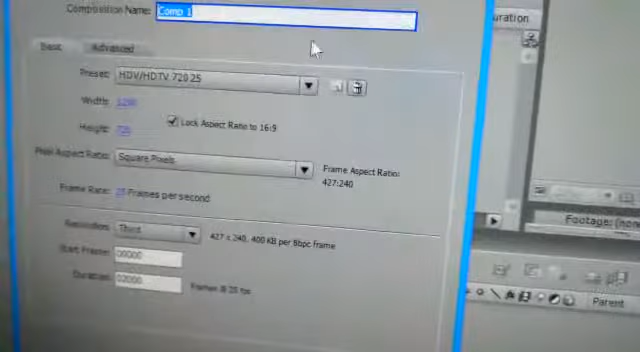 Composition Name: Comp 1
uration
Basic Advanced
Preset: HDV/HDTV 720 25
Width: 1280
Height: 720
Lock Aspect Ratio to 16:9
Pixel Aspect Ratio: Square Pixels
Frame Aspect Ratio:
427:240
Frame Rate: 25 Frames per second
Resolution: Third
427 x 240, 400 KB per 8bpc frame
Start Frame: 00000
Duration: 02000
Frames @ 25 fps
Footage: (none
Parent